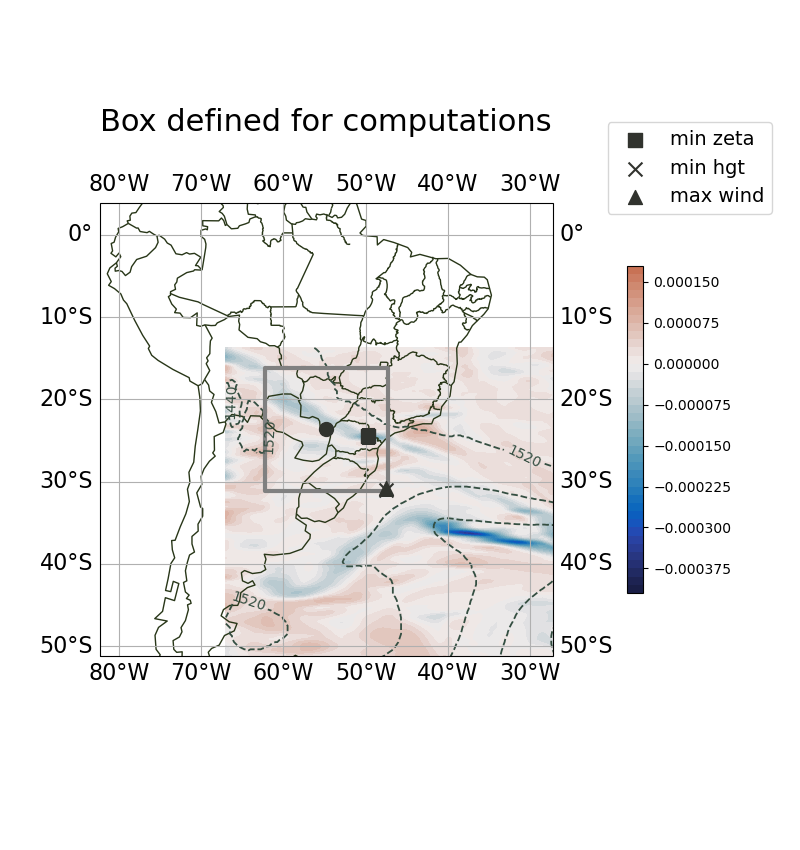 Box defined for computations
min zeta
min hgt
max wind
80°W 70°W 60°W 50°W 40°W 30°W
0° 0°
10°S 10°S
20°S 20°S
30°S 30°S
40°S 40°S
50°S 50°S
80°W 70°W 60°W 50°W 40°W 30°W
1440
1520
1520
1520
0.000150
0.000075
0.000000
−0.000075
−0.000150
−0.000225
−0.000300
−0.000375